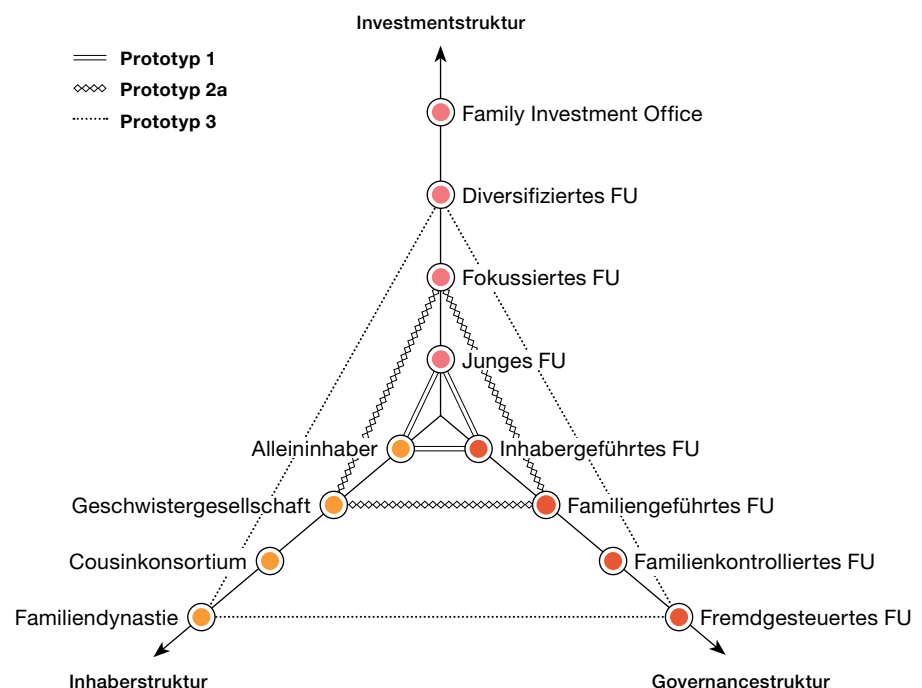 Investmentstruktur
Prototyp 1
Prototyp 2a
Prototyp 3
Family Investment Office
Diversifiziertes FU
Fokussiertes FU
Junges FU
Alleininhaber
Inhabergeführtes FU
Geschwistergesellschaft
Familiengeführtes FU
Cousinkonsortium
Familienkontrolliertes FU
Familiendynastie
Fremdgesteuertes FU
Inhaberstruktur
Governancestruktur